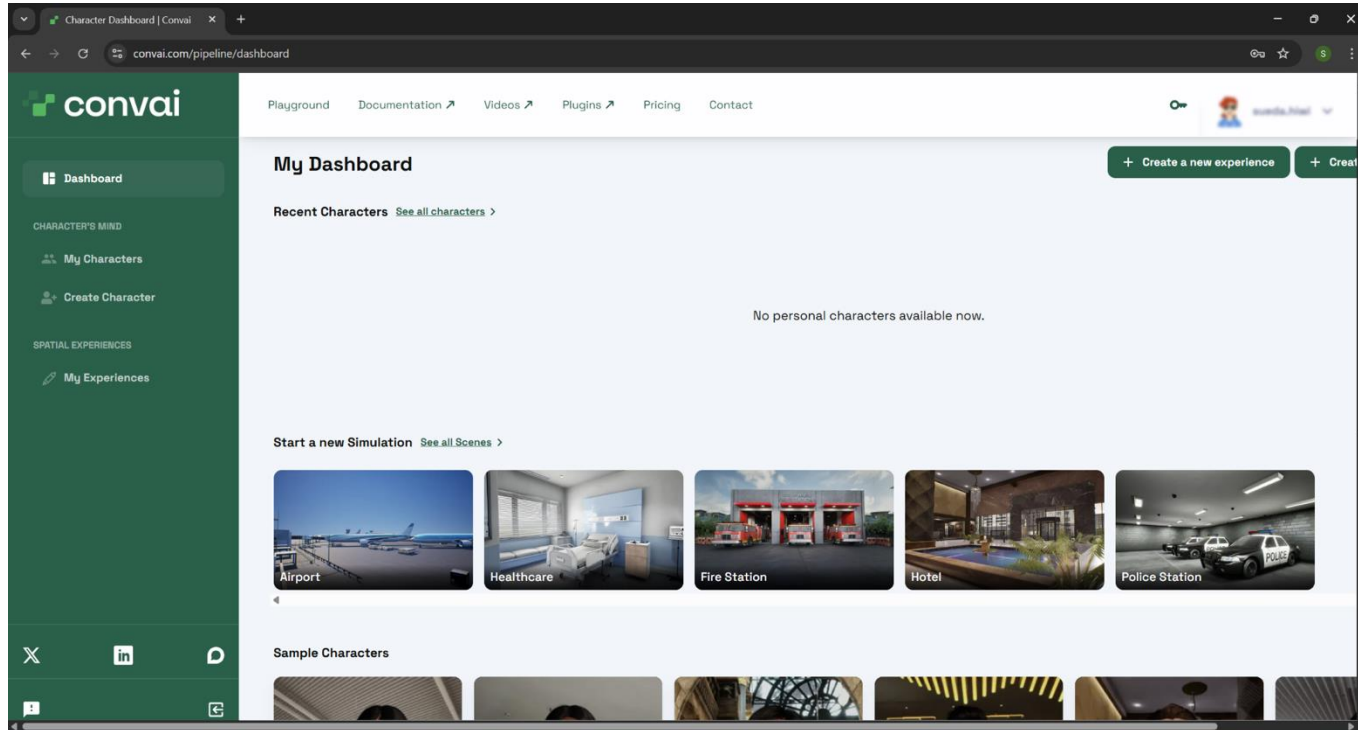 Character Dashboard | Convai
convai.com/pipeline/dashboard
S
convai
Playground Documentation Videos Plugins Pricing Contact
Dashboard
CHARACTER'S MIND
My Characters
Create Character
SPATIAL EXPERIENCES
My Experiences
X
in
My Dashboard
+ Create a new experience
+ Creat
Recent Characters See all characters >
No personal characters available now.
Start a new Simulation See all Scenes >
Airport
Healthcare
Fire Station
Hotel
Police Station
POLICE
Sample Characters